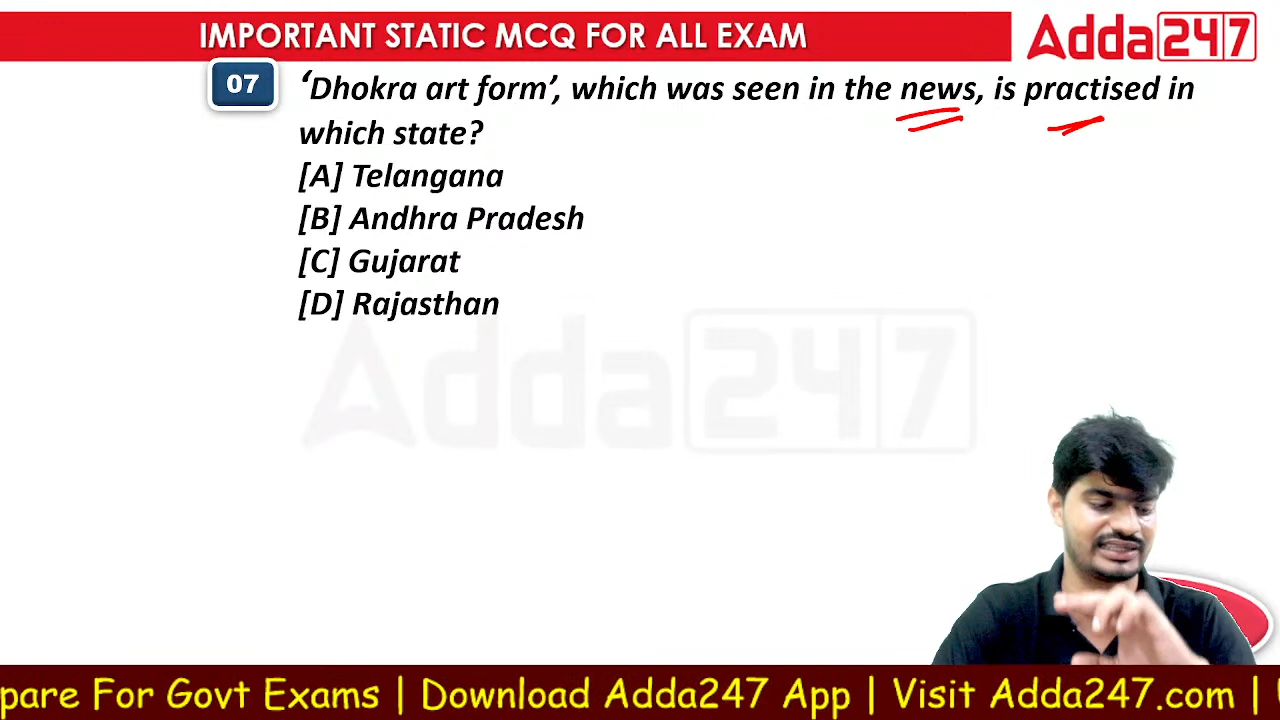 IMPORTANT STATIC MCQ FOR ALL EXAM
Adda247
07
‘Dhokra art form’, which was seen in the news, is practised in
which state?
[A] Telangana
[B] Andhra Pradesh
[C] Gujarat
[D] Rajasthan
Adda247
pare For Govt Exams | Download Adda247 App | Visit Adda247.com |